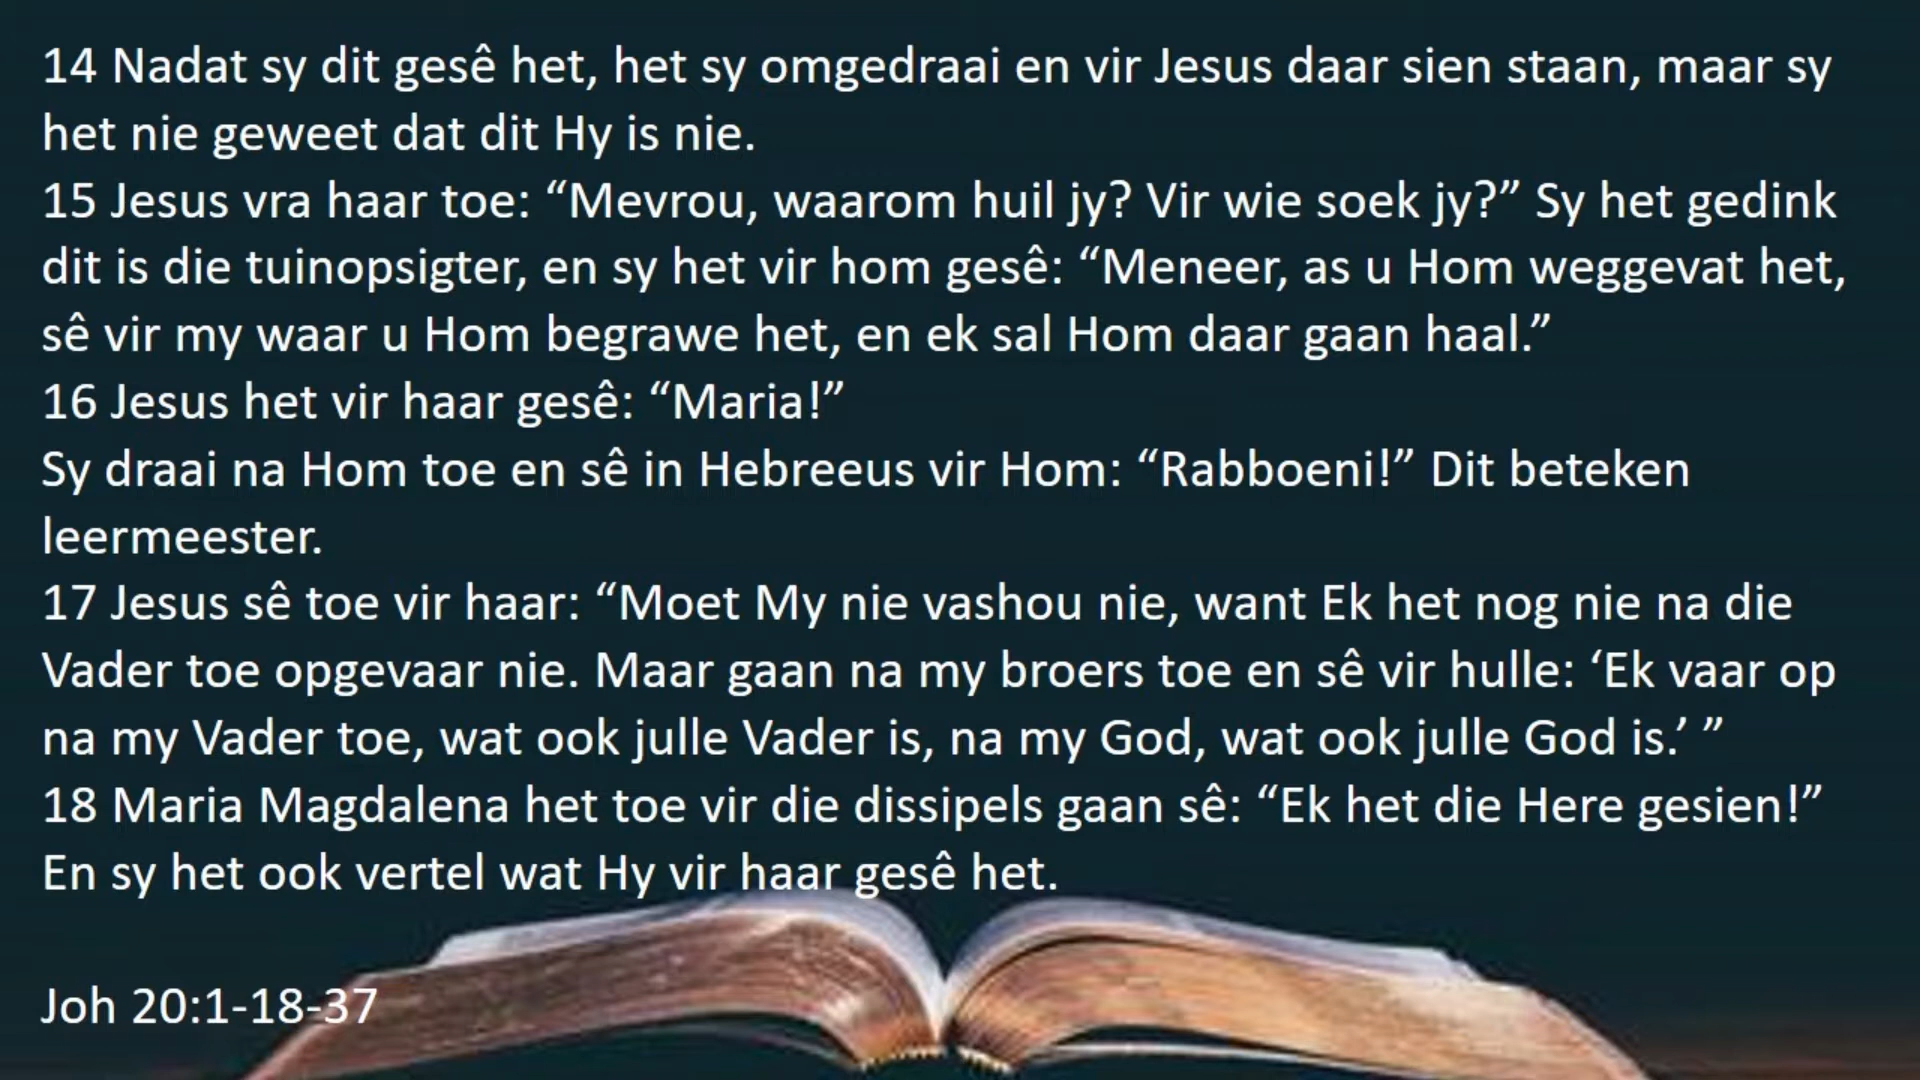 14 Nadat sy dit gesê het, het sy omgedraai en vir Jesus daar sien staan, maar sy
het nie geweet dat dit Hy is nie.
15 Jesus vra haar toe: “Mevrou, waarom huil jy? Vir wie soek jy?” Sy het gedink
dit is die tuinopsigter, en sy het vir hom gesê: “Meneer, as u Hom weggevat het,
sê vir my waar u Hom begrawe het, en ek sal Hom daar gaan haal.”
16 Jesus het vir haar gesê: “Maria!”
Sy draai na Hom toe en sê in Hebreeus vir Hom: “Rabboeni!” Dit beteken
leermeester.
17 Jesus sê toe vir haar: “Moet My nie vashou nie, want Ek het nog nie na die
Vader toe opgevaar nie. Maar gaan na my broers toe en sê vir hulle: ‘Ek vaar op
na my Vader toe, wat ook julle Vader is, na my God, wat ook julle God is.’ ”
18 Maria Magdalena het toe vir die dissipels gaan sê: “Ek het die Here gesien!”
En sy het ook vertel wat Hy vir haar gesê het.
Joh 20:1-18-37